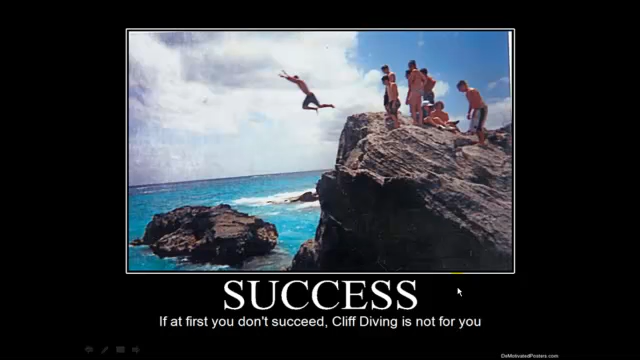 SUCCESS
If at first you don't succeed, Cliff Diving is not for you
DeMotivatedPosters.com